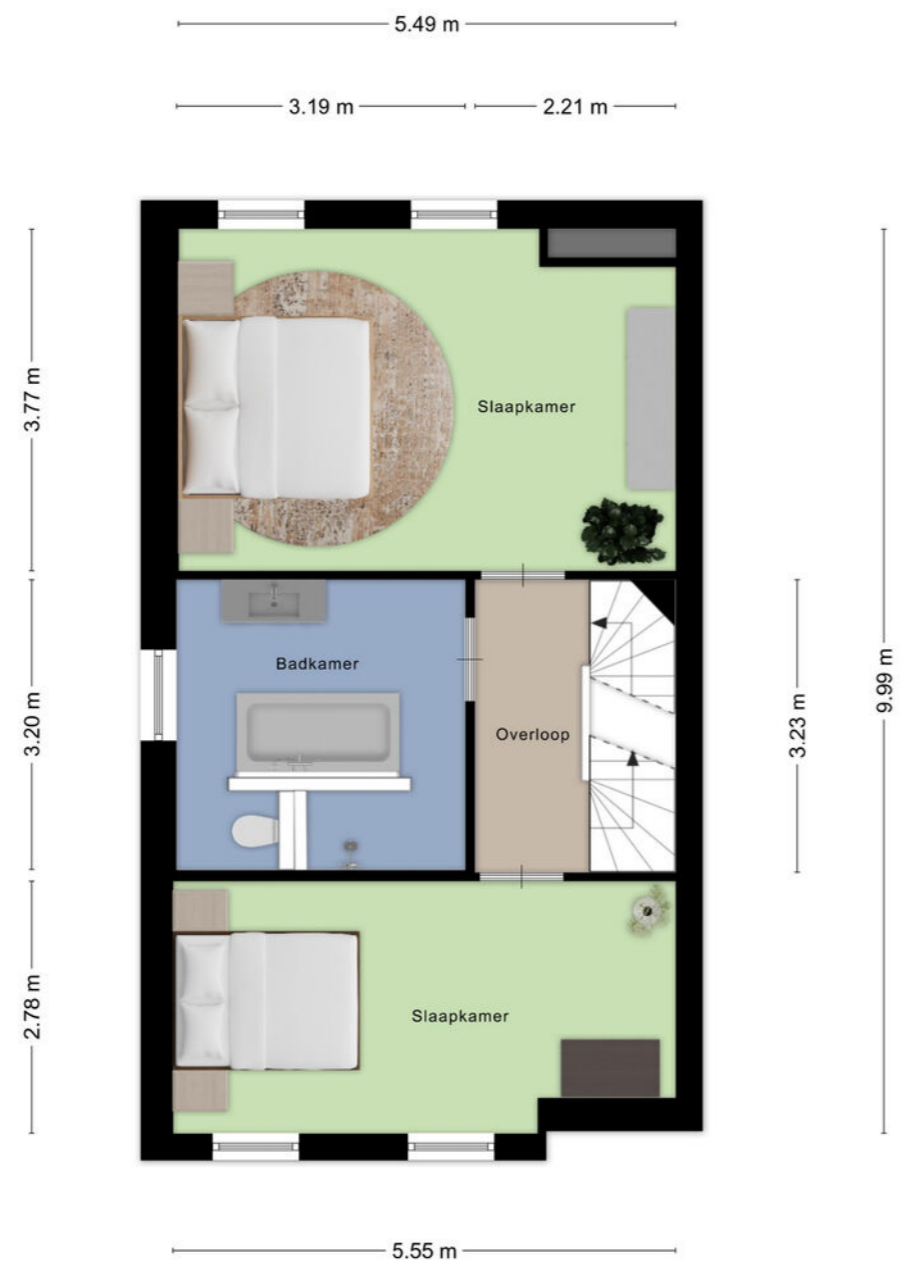 5.49 m
3.19 m
2.21 m
3.77 m
Slaapkamer
Badkamer
3.20 m
Overloop
3.23 m
9.99 m
2.78 m
Slaapkamer
5.55 m